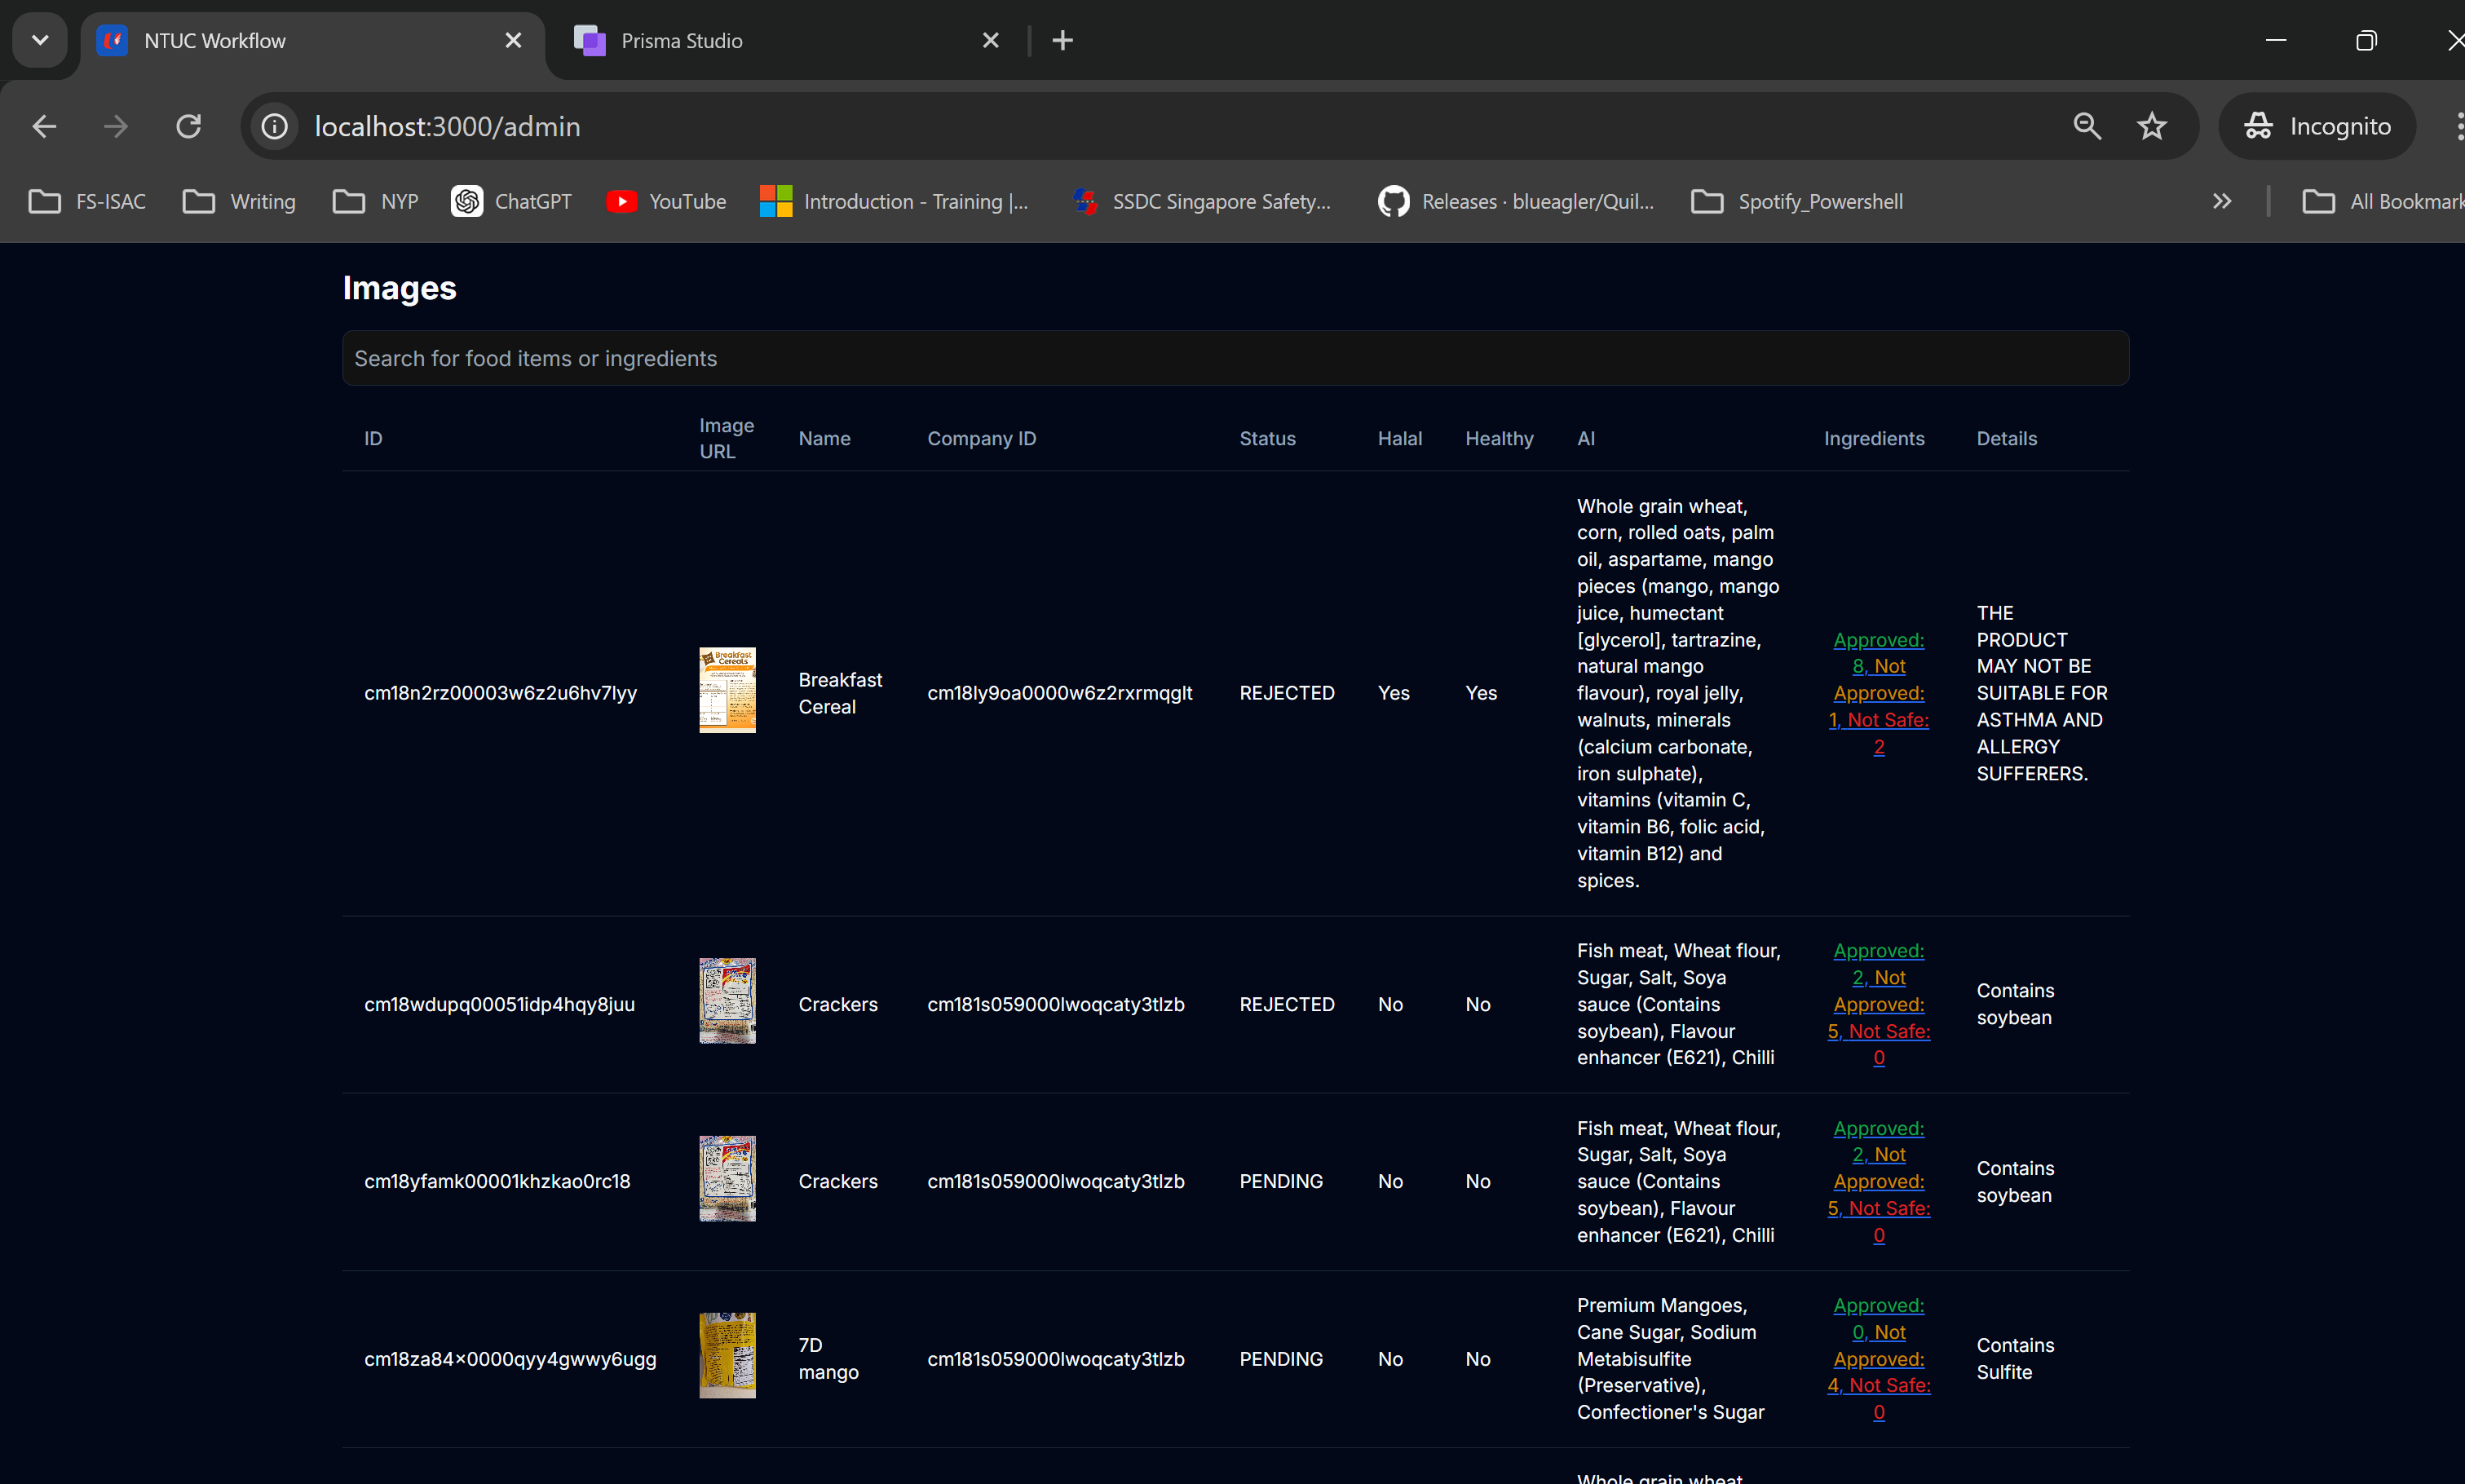 NTUC Workflow
Prisma Studio
localhost:3000/admin
Incognito
FS-ISAC
Writing
NYP
ChatGPT
YouTube
Introduction - Training |...
SSDC Singapore Safety...
Releases · blueagler/Quil...
Spotify_Powershell
All Bookmark
Images
Search for food items or ingredients
ID
Image
URL
Name
Company ID
Status
Halal
Healthy
AI
Ingredients
Details
cm18n2rz00003w6z2u6hv7lyy
Breakfast
Cereals
Breakfast
Cereal
cm18ly9oa0000w6z2rxrmqglt
REJECTED
Yes
Yes
Whole grain wheat,
corn, rolled oats, palm
oil, aspartame, mango
pieces (mango, mango
juice, humectant
[glycerol], tartrazine,
natural mango
flavour), royal jelly,
walnuts, minerals
(calcium carbonate,
iron sulphate),
vitamins (vitamin C,
vitamin B6, folic acid,
vitamin B12) and
spices.
Approved:
8, Not
Approved:
1, Not Safe:
2
THE
PRODUCT
MAY NOT BE
SUITABLE FOR
ASTHMA AND
ALLERGY
SUFFERERS.
cm18wdupq00051idp4hqy8juu
Crackers
cm181s059000lwoqcaty3tlzb
REJECTED
No
No
Fish meat, Wheat flour,
Sugar, Salt, Soya
sauce (Contains
soybean), Flavour
enhancer (E621), Chilli
Approved:
2, Not
Approved:
5, Not Safe:
0
Contains
soybean
cm18yfamk00001khzkao0rc18
Crackers
cm181s059000lwoqcaty3tlzb
PENDING
No
No
Fish meat, Wheat flour,
Sugar, Salt, Soya
sauce (Contains
soybean), Flavour
enhancer (E621), Chilli
Approved:
2, Not
Approved:
5, Not Safe:
0
Contains
soybean
cm18za84x0000qyy4gwwy6ugg
7D
mango
cm181s059000lwoqcaty3tlzb
PENDING
No
No
Premium Mangoes,
Cane Sugar, Sodium
Metabisulfite
(Preservative),
Confectioner's Sugar
Approved:
0, Not
Approved:
4, Not Safe:
0
Contains
Sulfite
Whole grain wheat,